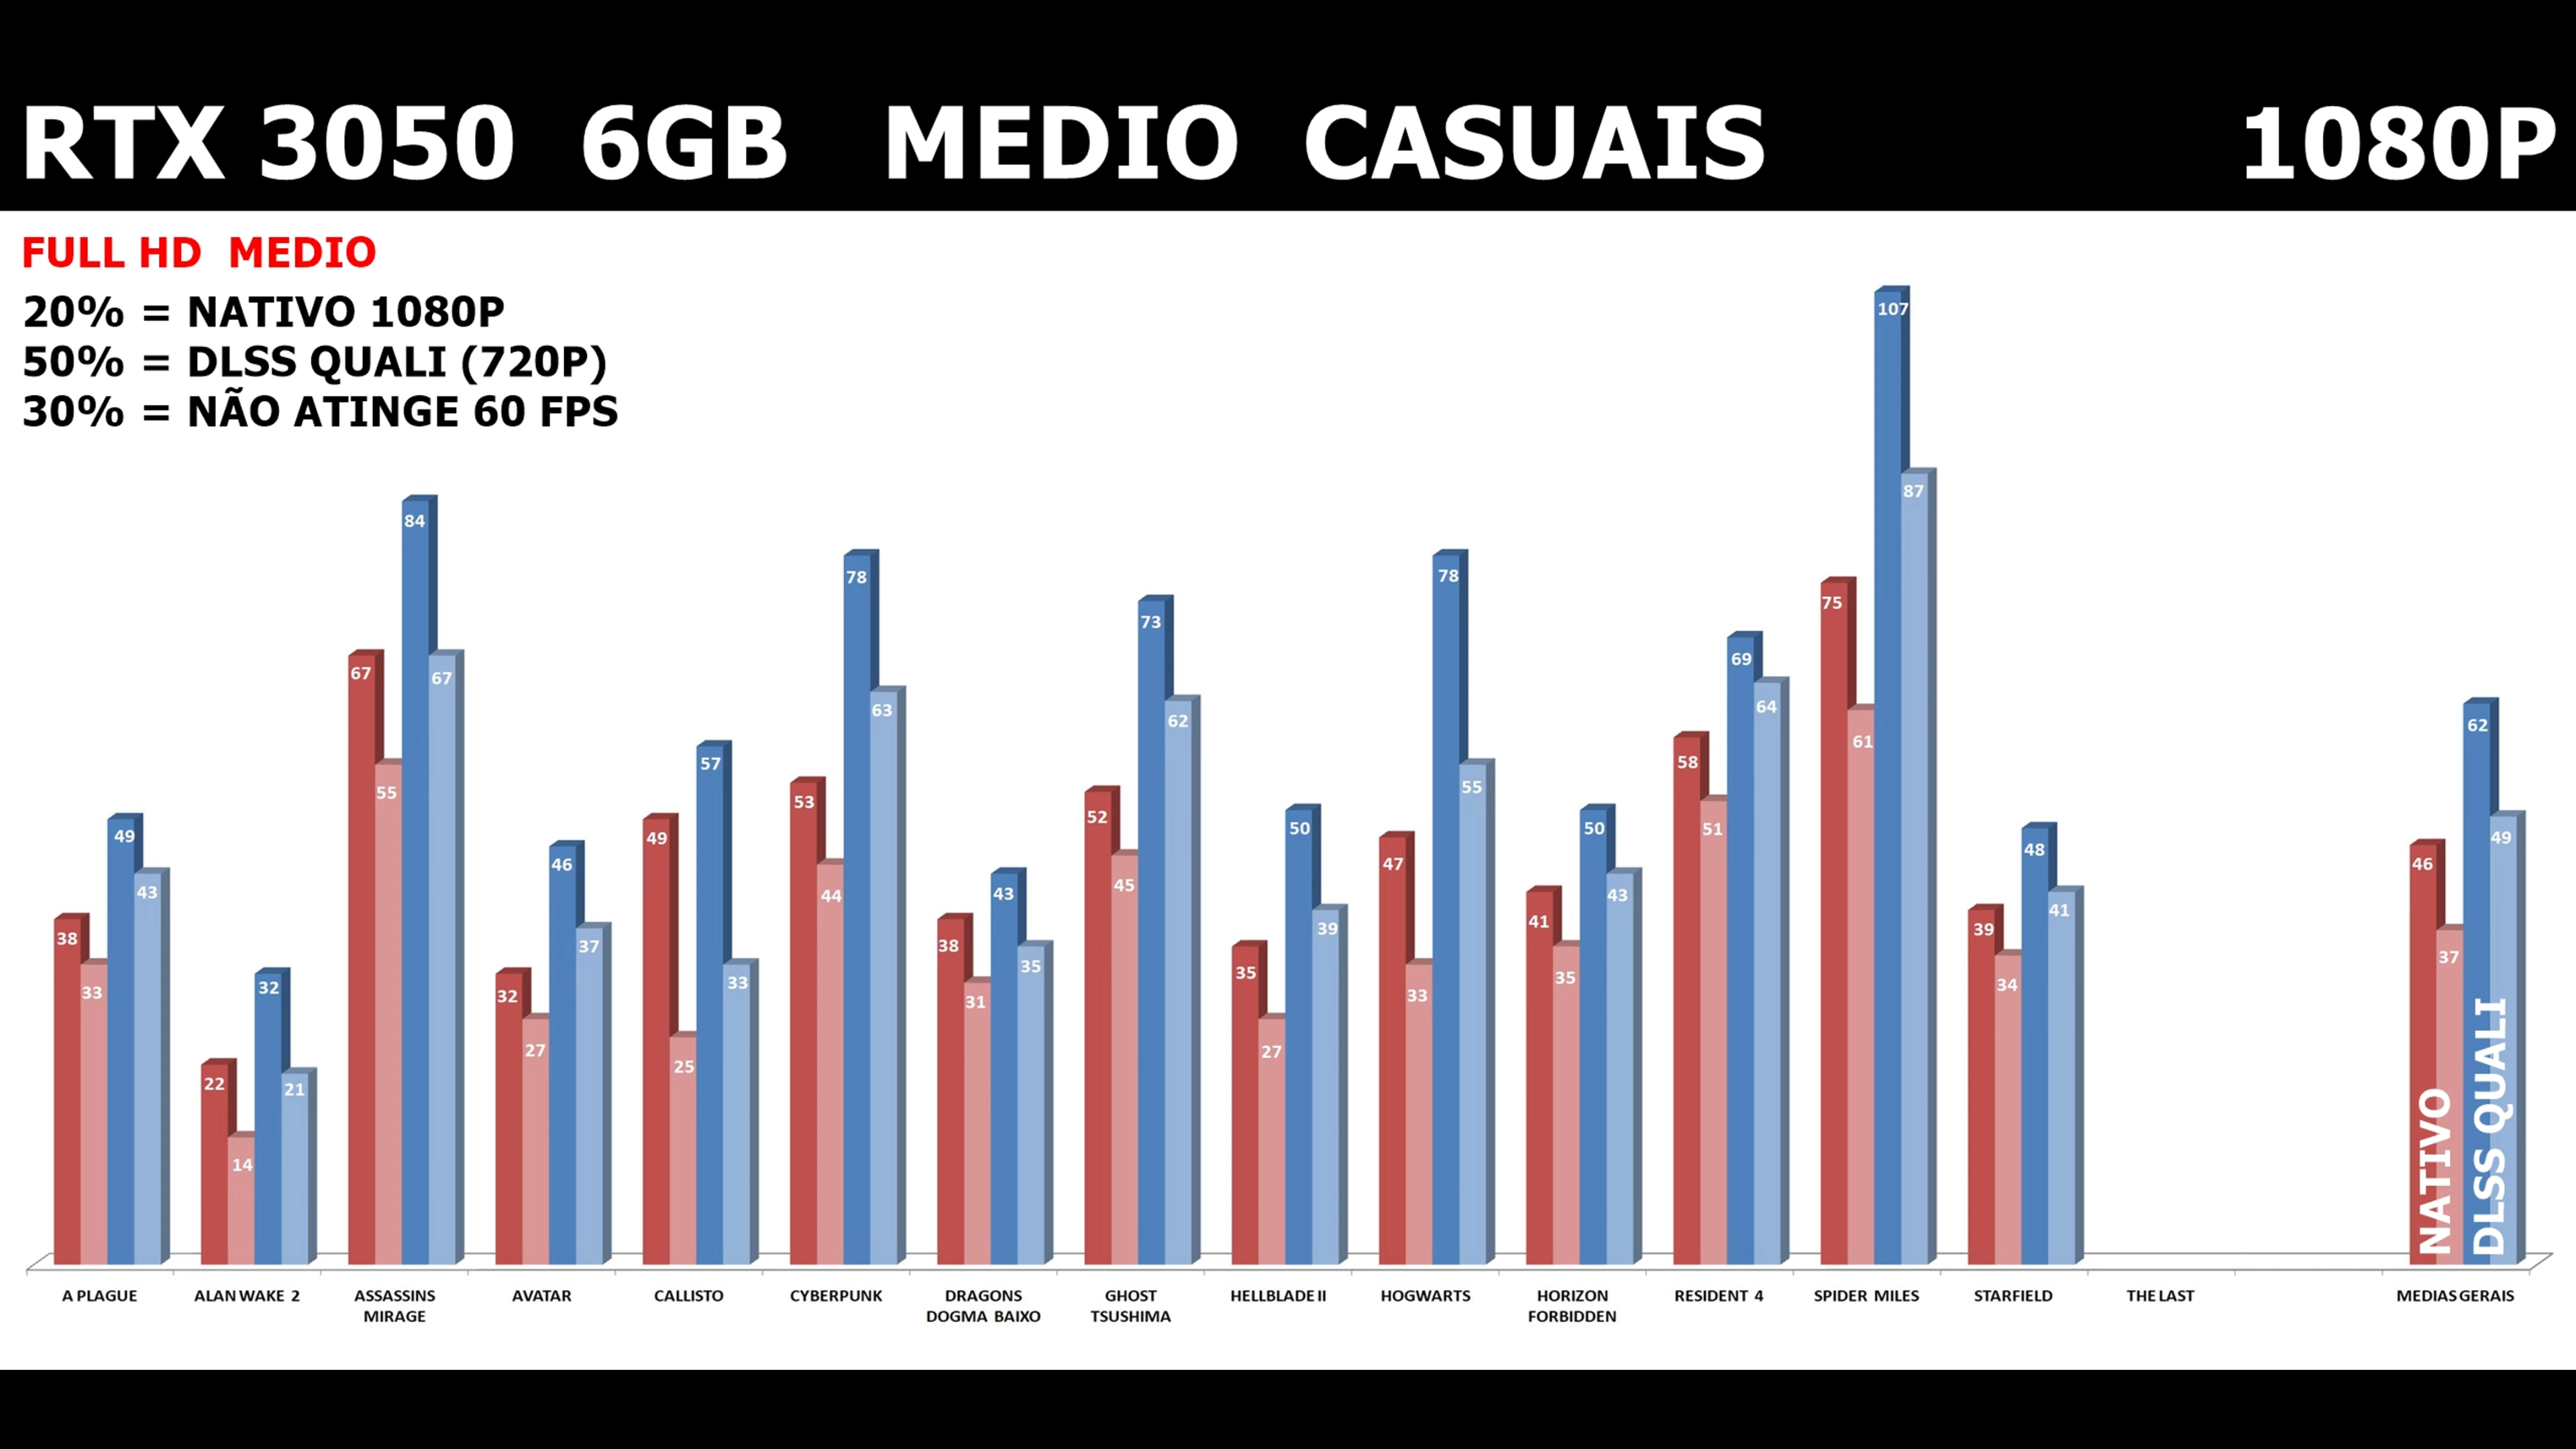 RTX 3050 6GB MEDIO CASUAIS 1080P
FULL HD MEDIO
20% = NATIVO 1080P
50% = DLSS QUALI (720P)
30% = NÃO ATINGE 60 FPS
38 33 49 43
22 14 32 21
67 55 84 67
32 27 46 37
49 25 57 33
53 44 78 63
38 31 43 35
52 45 73 62
35 27 50 39
47 33 78 55
41 35 50 43
58 51 69 64
75 61 107 87
39 34 48 41
46 37 62 49
NATIVO
DLSS QUALI
A PLAGUE
ALAN WAKE 2
ASSASSINS
MIRAGE
AVATAR
CALLISTO
CYBERPUNK
DRAGONS
DOGMA BAIXO
GHOST
TSUSHIMA
HELLBLADE II
HOGWARTS
HORIZON
FORBIDDEN
RESIDENT 4
SPIDER MILES
STARFIELD
THE LAST
MEDIAS GERAIS